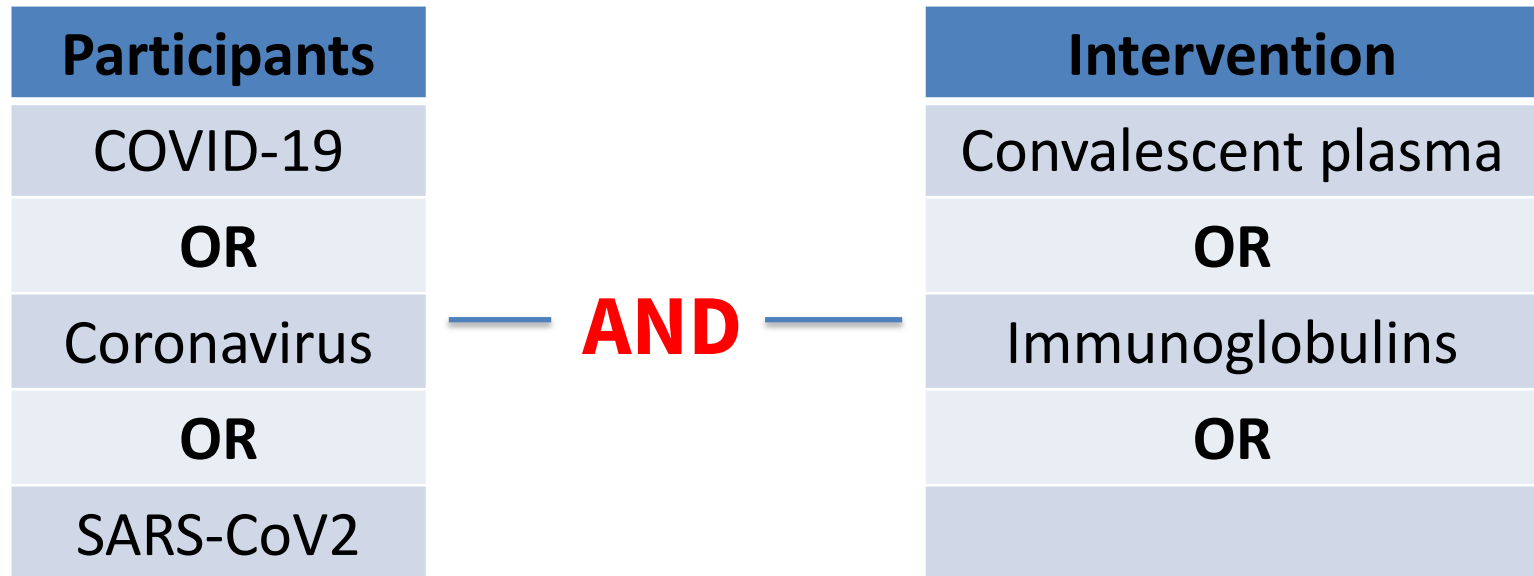 Participants
COVID-19
OR
Coronavirus
OR
SARS-CoV2
AND
Intervention
Convalescent plasma
OR
Immunoglobulins
OR